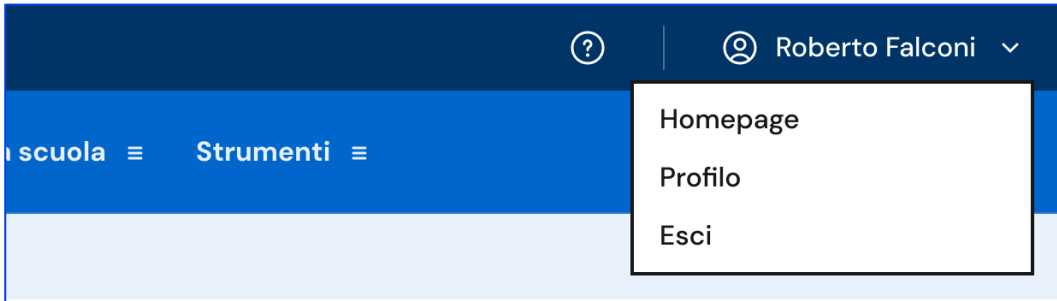 ? Roberto Falconi
scuola Strumenti
Homepage
Profilo
Esci